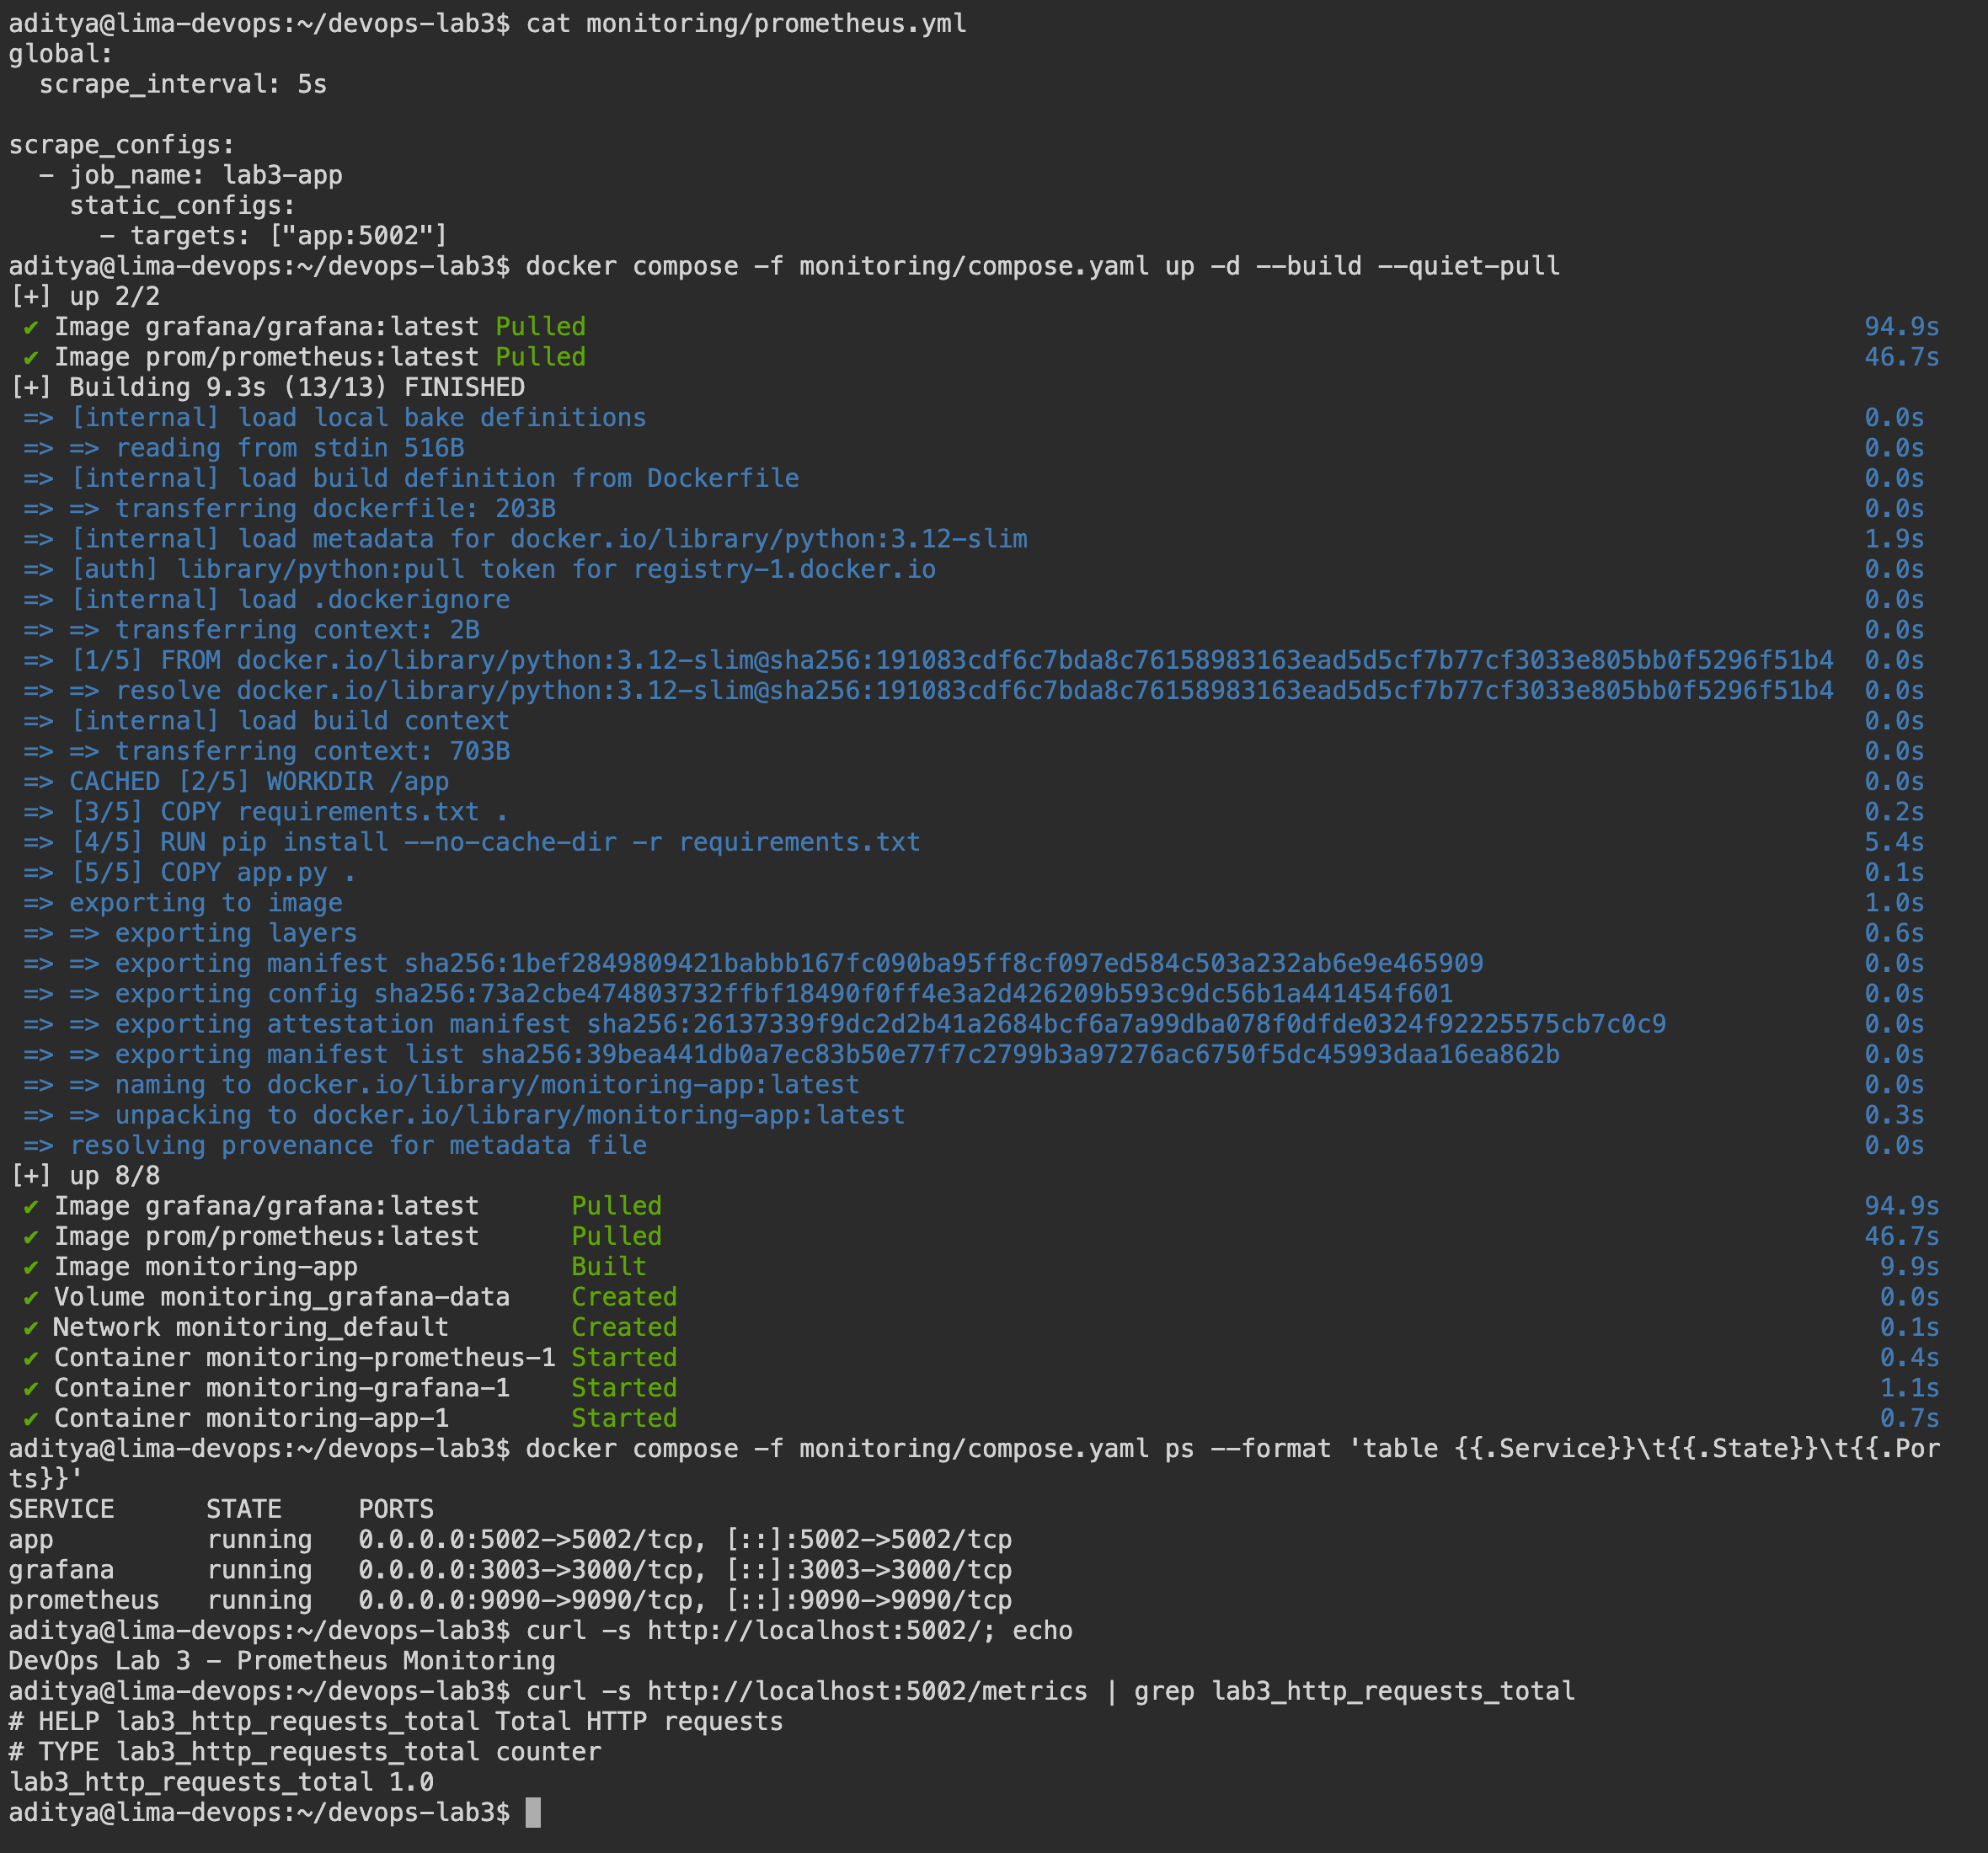 aditya@lima-devops:~/devops-lab3$ cat monitoring/prometheus.yml
global:
  scrape_interval: 5s

scrape_configs:
  - job_name: lab3-app
    static_configs:
      - targets: ["app:5002"]
aditya@lima-devops:~/devops-lab3$ docker compose -f monitoring/compose.yaml up -d --build --quiet-pull
[+] up 2/2
 ✔ Image grafana/grafana:latest Pulled 94.9s
 ✔ Image prom/prometheus:latest Pulled 46.7s
[+] Building 9.3s (13/13) FINISHED
 => [internal] load local bake definitions 0.0s
 => => reading from stdin 516B 0.0s
 => [internal] load build definition from Dockerfile 0.0s
 => => transferring dockerfile: 203B 0.0s
 => [internal] load metadata for docker.io/library/python:3.12-slim 1.9s
 => [auth] library/python:pull token for registry-1.docker.io 0.0s
 => [internal] load .dockerignore 0.0s
 => => transferring context: 2B 0.0s
 => [1/5] FROM docker.io/library/python:3.12-slim@sha256:191083cdf6c7bda8c76158983163ead5d5cf7b77cf3033e805bb0f5296f51b4 0.0s
 => => resolve docker.io/library/python:3.12-slim@sha256:191083cdf6c7bda8c76158983163ead5d5cf7b77cf3033e805bb0f5296f51b4 0.0s
 => [internal] load build context 0.0s
 => => transferring context: 703B 0.0s
 => CACHED [2/5] WORKDIR /app 0.0s
 => [3/5] COPY requirements.txt . 0.2s
 => [4/5] RUN pip install --no-cache-dir -r requirements.txt 5.4s
 => [5/5] COPY app.py . 0.1s
 => exporting to image 1.0s
 => => exporting layers 0.6s
 => => exporting manifest sha256:1bef2849809421babbb167fc090ba95ff8cf097ed584c503a232ab6e9e465909 0.0s
 => => exporting config sha256:73a2cbe474803732ffbf18490f0ff4e3a2d426209b593c9dc56b1a441454f601 0.0s
 => => exporting attestation manifest sha256:26137339f9dc2d2b41a2684bcf6a7a99dba078f0dfde0324f92225575cb7c0c9 0.0s
 => => exporting manifest list sha256:39bea441db0a7ec83b50e77f7c2799b3a97276ac6750f5dc45993daa16ea862b 0.0s
 => => naming to docker.io/library/monitoring-app:latest 0.0s
 => => unpacking to docker.io/library/monitoring-app:latest 0.3s
 => resolving provenance for metadata file 0.0s
[+] up 8/8
 ✔ Image grafana/grafana:latest Pulled 94.9s
 ✔ Image prom/prometheus:latest Pulled 46.7s
 ✔ Image monitoring-app Built 9.9s
 ✔ Volume monitoring_grafana-data Created 0.0s
 ✔ Network monitoring_default Created 0.1s
 ✔ Container monitoring-prometheus-1 Started 0.4s
 ✔ Container monitoring-grafana-1 Started 1.1s
 ✔ Container monitoring-app-1 Started 0.7s
aditya@lima-devops:~/devops-lab3$ docker compose -f monitoring/compose.yaml ps --format 'table {{.Service}}\t{{.State}}\t{{.Por
ts}}'
SERVICE      STATE     PORTS
app          running   0.0.0.0:5002->5002/tcp, [::]:5002->5002/tcp
grafana      running   0.0.0.0:3003->3000/tcp, [::]:3003->3000/tcp
prometheus   running   0.0.0.0:9090->9090/tcp, [::]:9090->9090/tcp
aditya@lima-devops:~/devops-lab3$ curl -s http://localhost:5002/; echo
DevOps Lab 3 - Prometheus Monitoring
aditya@lima-devops:~/devops-lab3$ curl -s http://localhost:5002/metrics | grep lab3_http_requests_total
# HELP lab3_http_requests_total Total HTTP requests
# TYPE lab3_http_requests_total counter
lab3_http_requests_total 1.0
aditya@lima-devops:~/devops-lab3$